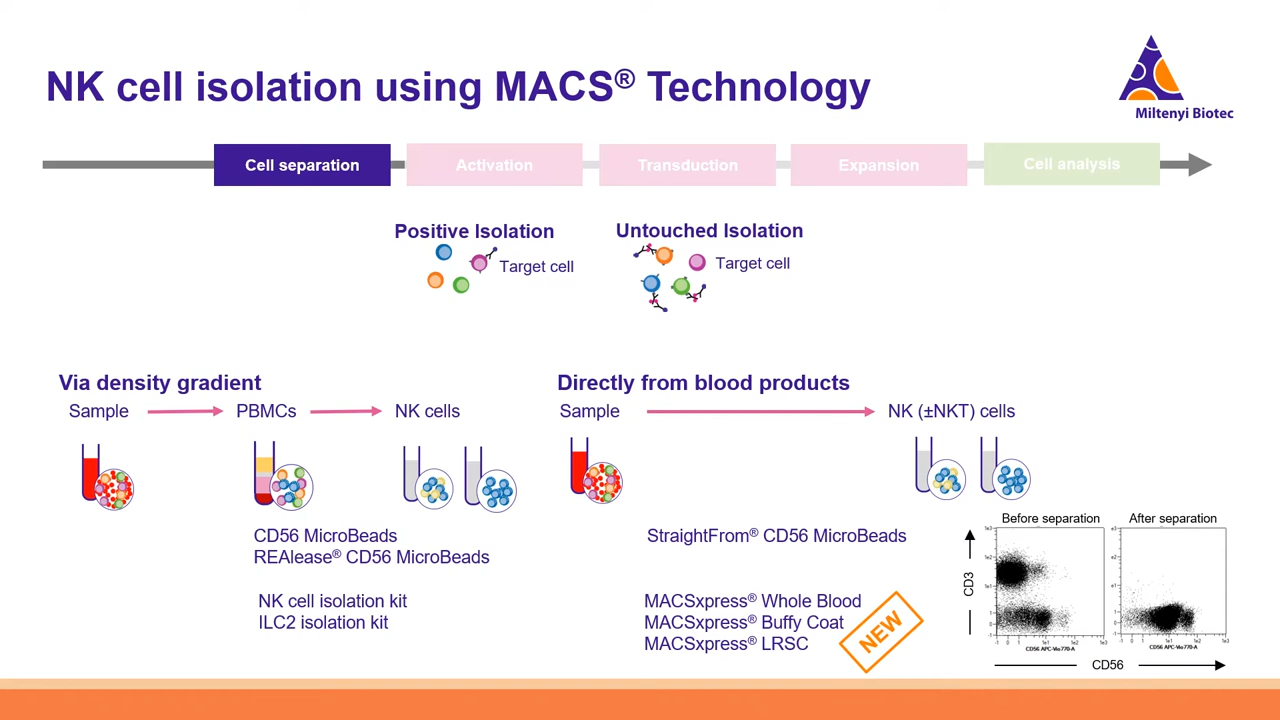 NK cell isolation using MACS® Technology
Miltenyi Biotec
Cell separation
Activation
Transduction
Expansion
Cell analysis
Positive Isolation
Target cell
Untouched Isolation
Target cell
Via density gradient
Sample
PBMCs
NK cells
CD56 MicroBeads
REAlease® CD56 MicroBeads
NK cell isolation kit
ILC2 isolation kit
Directly from blood products
Sample
NK (±NKT) cells
StraightFrom® CD56 MicroBeads
MACSxpress® Whole Blood
MACSxpress® Buffy Coat
MACSxpress® LRSC
NEW
Before separation
After separation
CD3
CD56 APC-Vio770-A
CD56 APC-Vio770-A
CD56